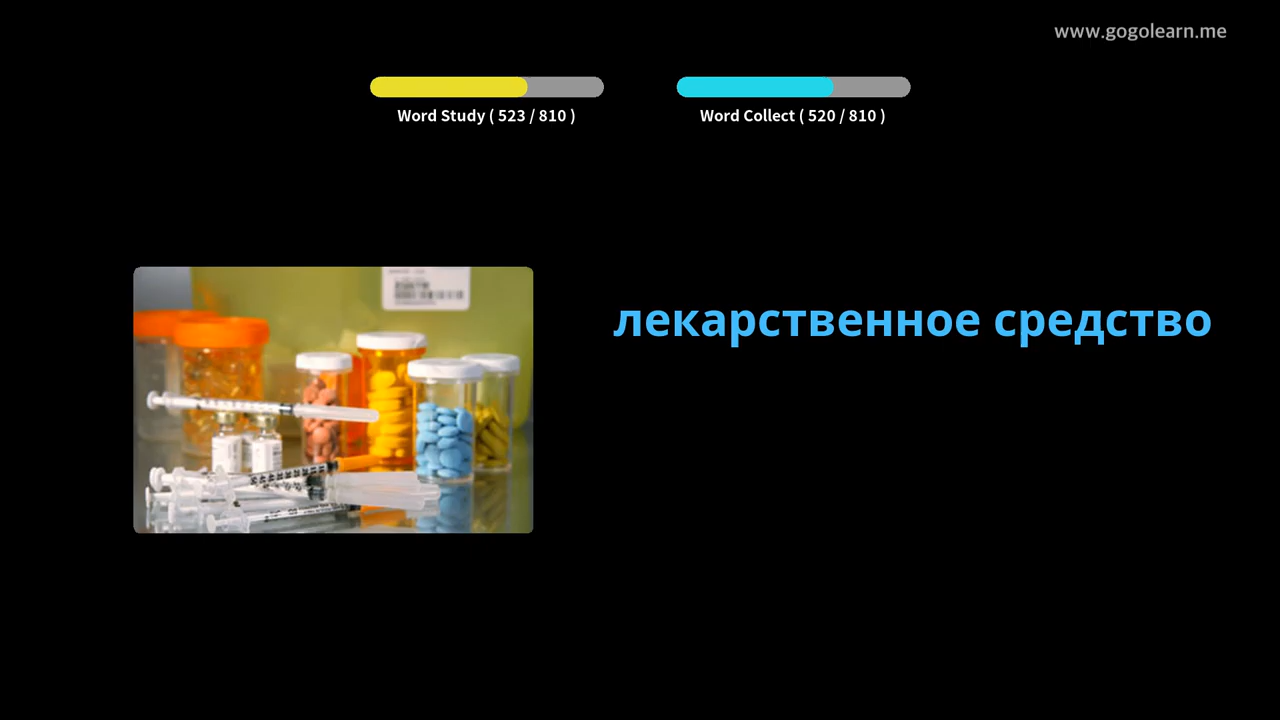 www.gogolearn.me
Word Study ( 523 / 810 )
Word Collect ( 520 / 810 )
лекарственное средство